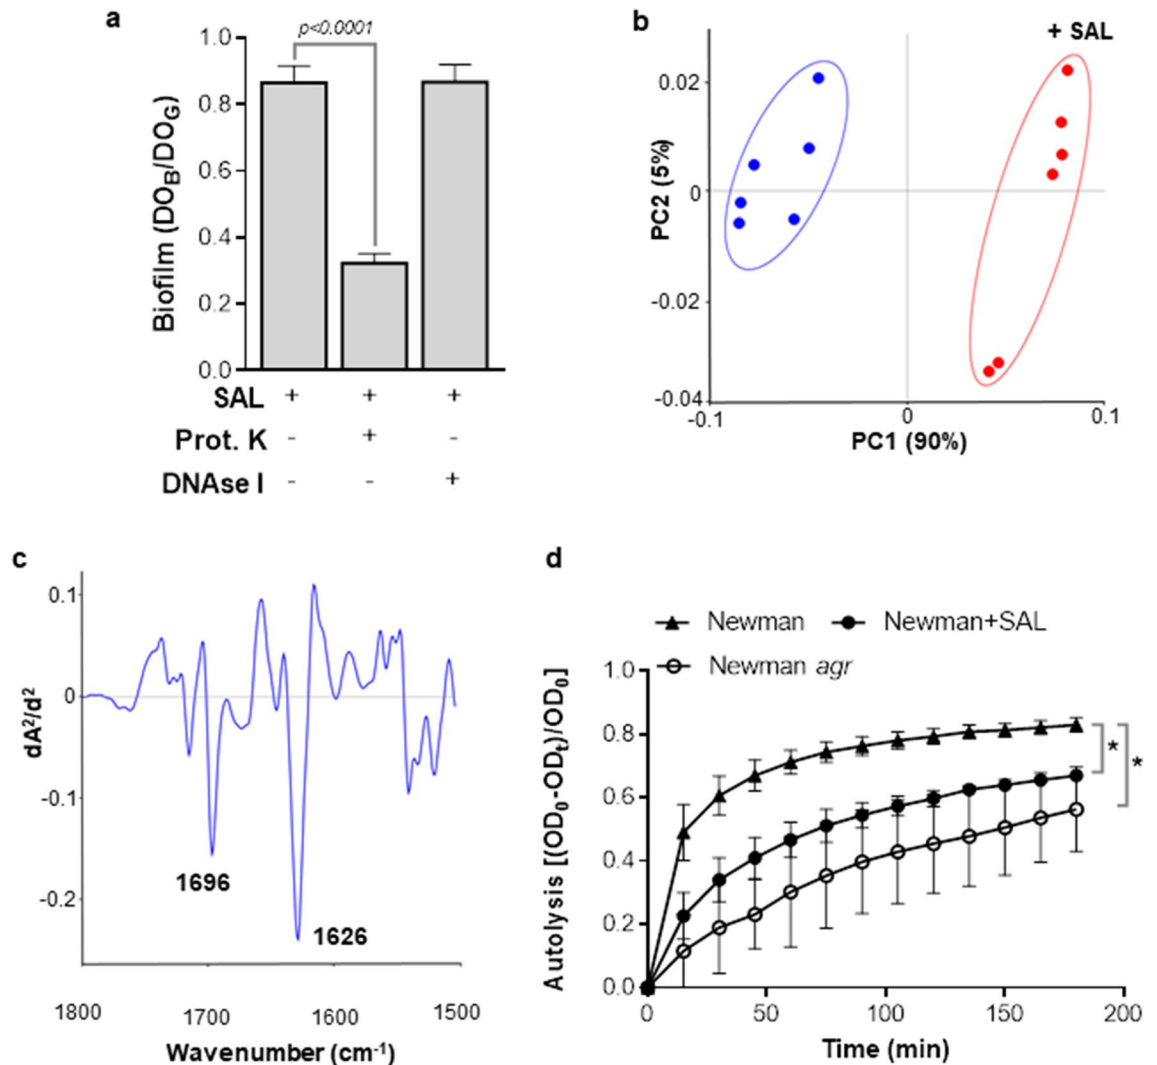 a
p<0.0001
1.0
0.8
0.6
0.4
0.2
0.0
Biofilm (DO_B/DO_G)
SAL + + +
Prot. K - + -
DNAse I - - +
b
+ SAL
0.02
0
-0.02
-0.04
-0.1 0 0.1
PC2 (5%)
PC1 (90%)
c
0.1
0
-0.1
-0.2
dA²/d²
1696
1626
1800 1700 1600 1500
Wavenumber (cm⁻¹)
d
Newman Newman+SAL
Newman agr
1.0
0.8
0.6
0.4
0.2
0.0
Autolysis [(OD₀-OD_t)/OD₀]
*
*
0 50 100 150 200
Time (min)